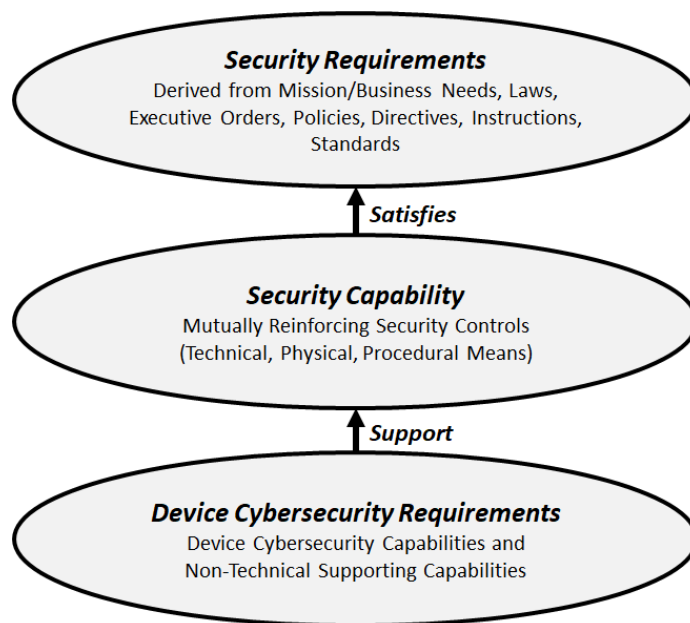 Security Requirements
Derived from Mission/Business Needs, Laws,
Executive Orders, Policies, Directives, Instructions,
Standards
Satisfies
Security Capability
Mutually Reinforcing Security Controls
(Technical, Physical, Procedural Means)
Support
Device Cybersecurity Requirements
Device Cybersecurity Capabilities and
Non-Technical Supporting Capabilities